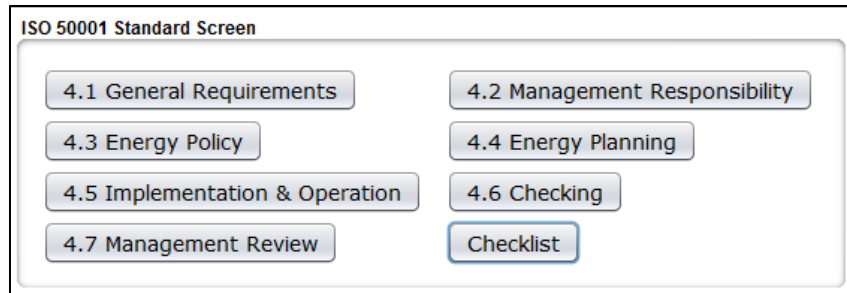 ISO 50001 Standard Screen
4.1 General Requirements
4.2 Management Responsibility
4.3 Energy Policy
4.4 Energy Planning
4.5 Implementation & Operation
4.6 Checking
4.7 Management Review
Checklist